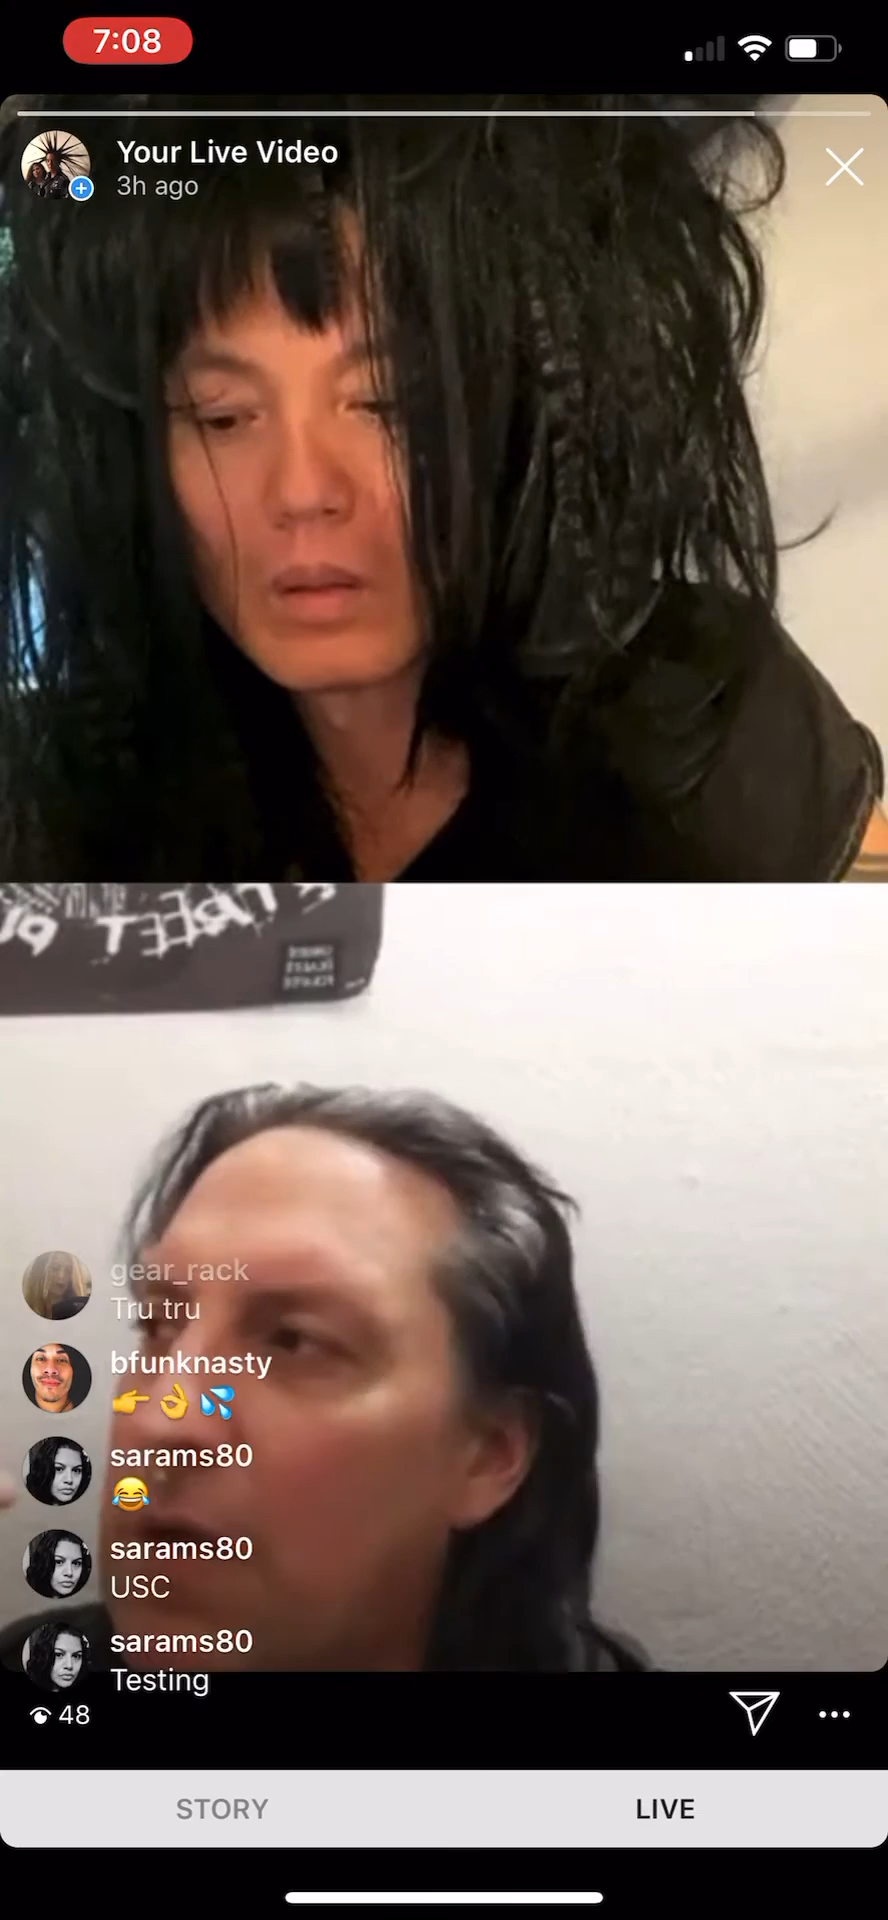 7:08
Your Live Video
3h ago
gear_rack
Tru tru
bfunknasty
👉👌💦
sarams80
😂
sarams80
USC
sarams80
Testing
48
STORY
LIVE